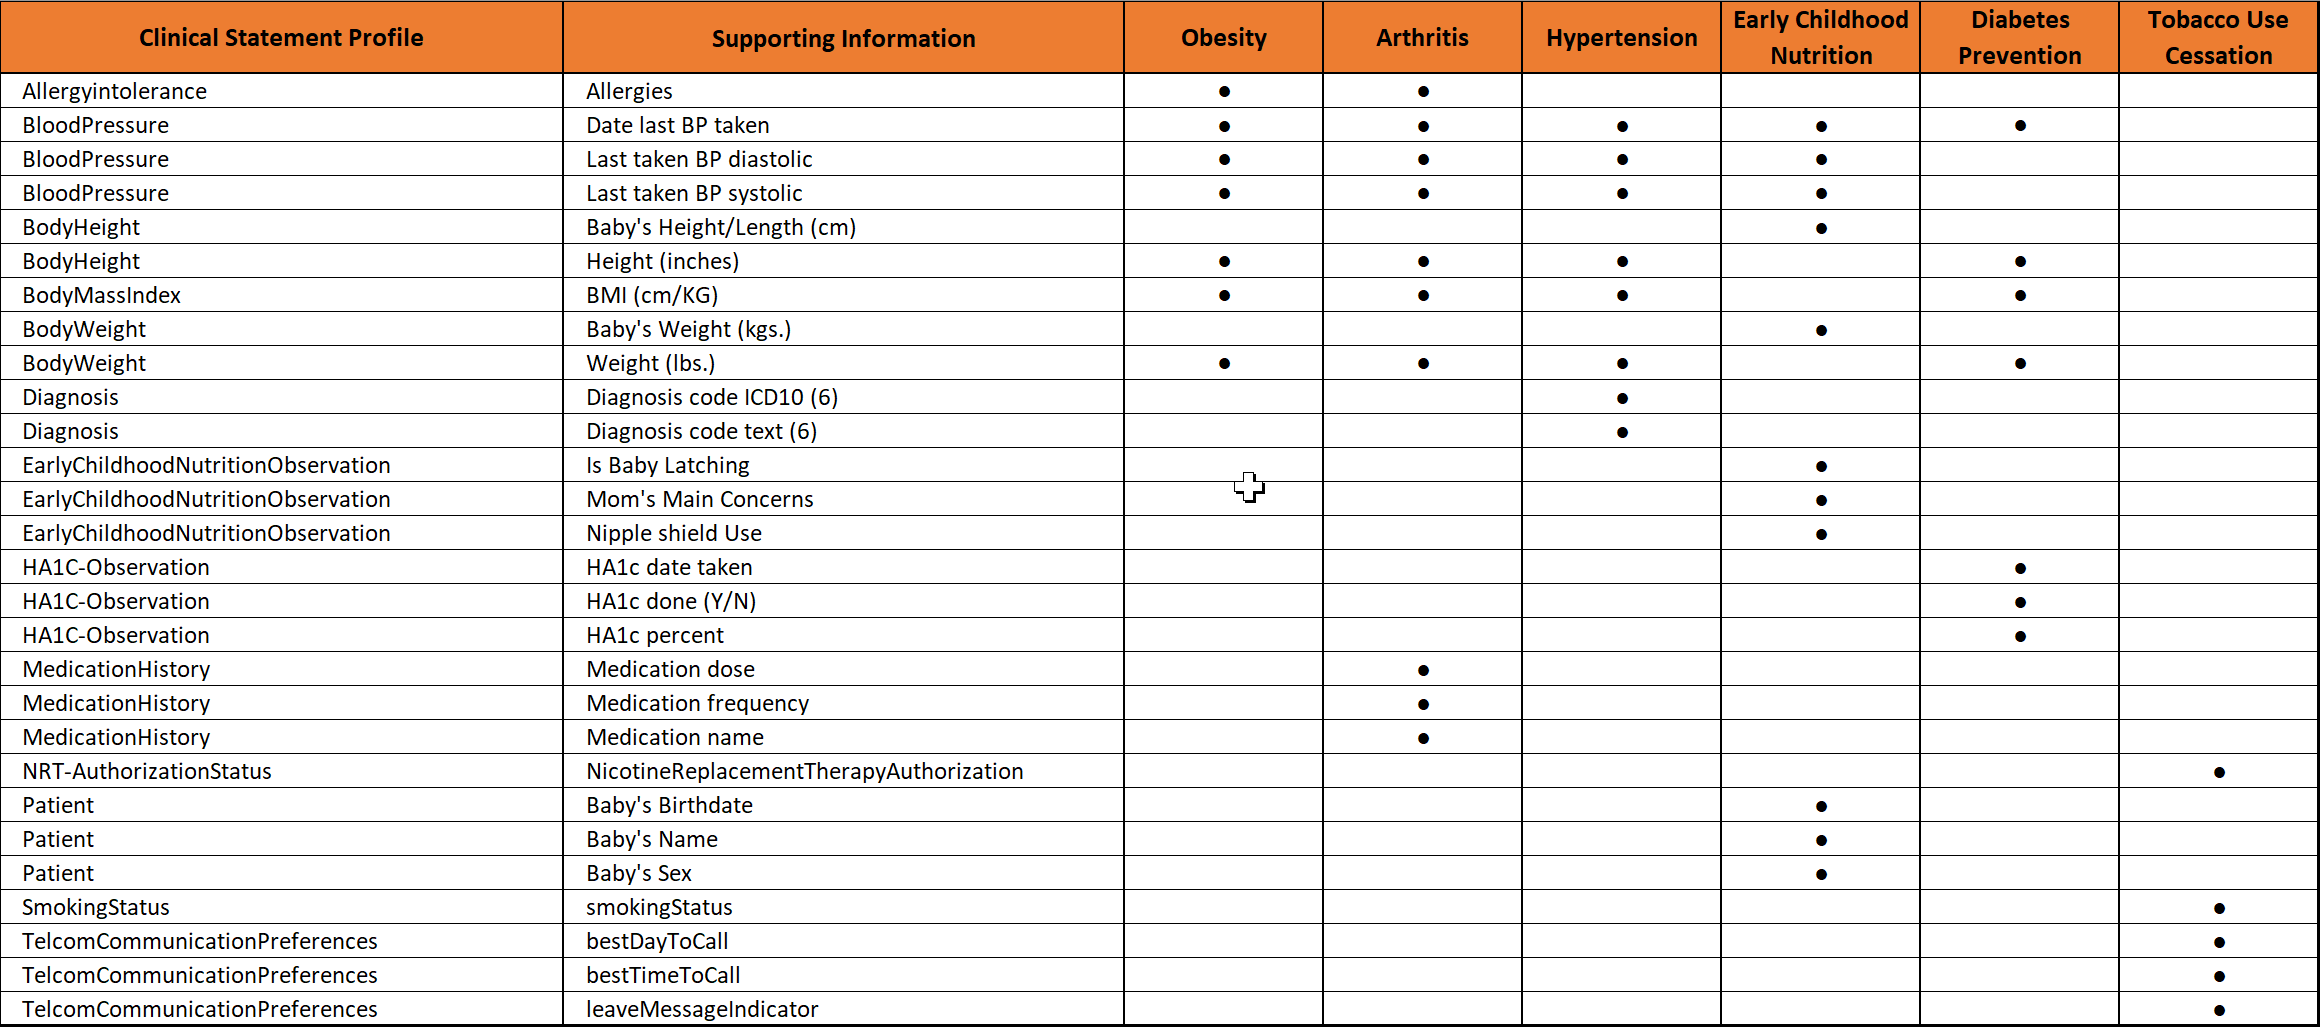 Clinical Statement Profile Supporting Information Obesity Arthritis Hypertension Early Childhood Nutrition Diabetes Prevention Tobacco Use Cessation
Allergyintolerance Allergies ● ●
BloodPressure Date last BP taken ● ● ● ● ●
BloodPressure Last taken BP diastolic ● ● ● ●
BloodPressure Last taken BP systolic ● ● ● ●
BodyHeight Baby's Height/Length (cm) ●
BodyHeight Height (inches) ● ● ● ●
BodyMassIndex BMI (cm/KG) ● ● ● ●
BodyWeight Baby's Weight (kgs.) ●
BodyWeight Weight (lbs.) ● ● ● ●
Diagnosis Diagnosis code ICD10 (6) ●
Diagnosis Diagnosis code text (6) ●
EarlyChildhoodNutritionObservation Is Baby Latching ●
EarlyChildhoodNutritionObservation Mom's Main Concerns ●
EarlyChildhoodNutritionObservation Nipple shield Use ●
HA1C-Observation HA1c date taken ●
HA1C-Observation HA1c done (Y/N) ●
HA1C-Observation HA1c percent ●
MedicationHistory Medication dose ●
MedicationHistory Medication frequency ●
MedicationHistory Medication name ●
NRT-AuthorizationStatus NicotineReplacementTherapyAuthorization ●
Patient Baby's Birthdate ●
Patient Baby's Name ●
Patient Baby's Sex ●
SmokingStatus smokingStatus ●
TelcomCommunicationPreferences bestDayToCall ●
TelcomCommunicationPreferences bestTimeToCall ●
TelcomCommunicationPreferences leaveMessageIndicator ●